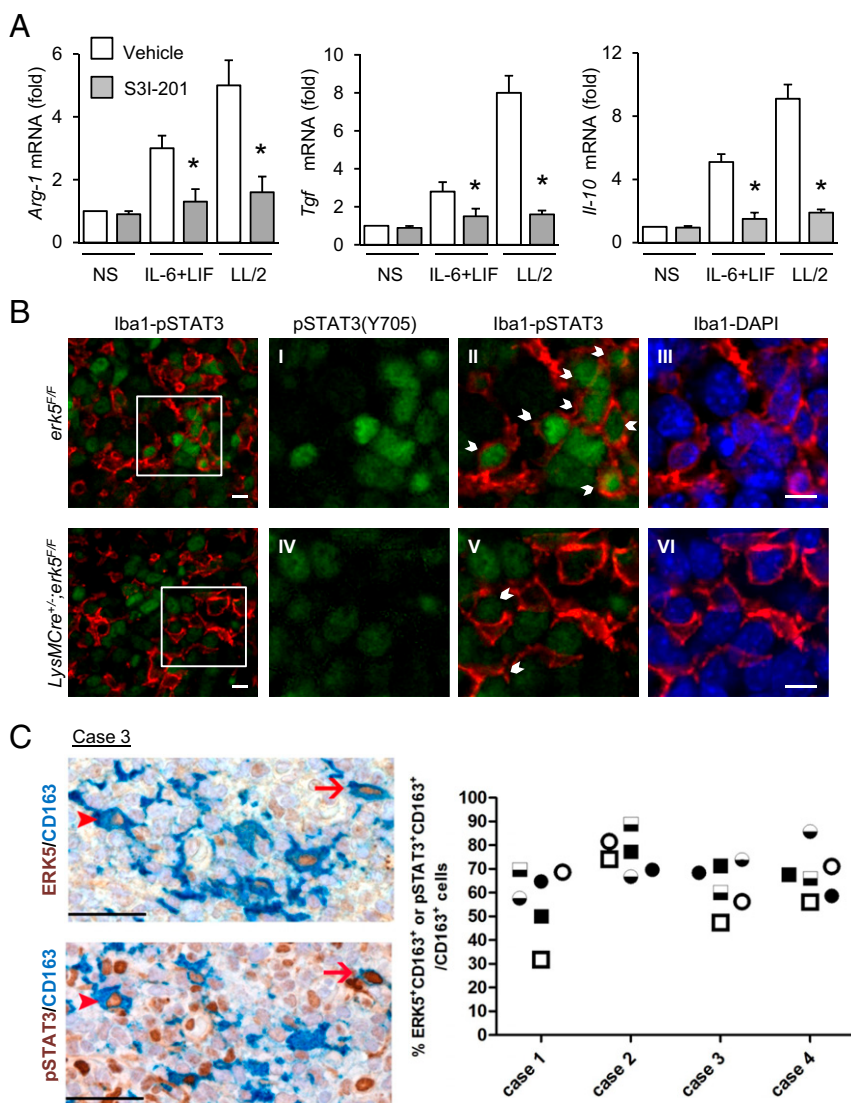 A
Vehicle
S3I-201
Arg-1 mRNA (fold)
6
4
2
0
NS
IL-6+LIF
LL/2
*
*
Tgf mRNA (fold)
10
8
6
4
2
0
NS
IL-6+LIF
LL/2
*
*
Il-10 mRNA (fold)
12
8
4
0
NS
IL-6+LIF
LL/2
*
*
B
Iba1-pSTAT3
pSTAT3(Y705)
Iba1-pSTAT3
Iba1-DAPI
erk5F/F
I
II
III
LysMCre+/-;erk5F/F
IV
V
VI
C
Case 3
ERK5/CD163
pSTAT3/CD163
% ERK5+CD163+ or pSTAT3+CD163+
/CD163+ cells
100
90
80
70
60
50
40
30
20
10
0
case 1
case 2
case 3
case 4